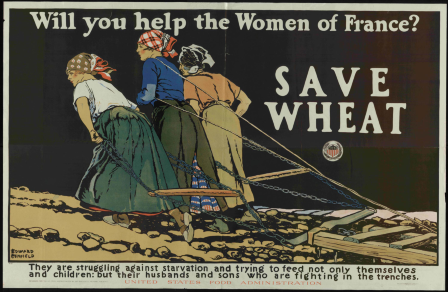 Will you help the Women of France?
SAVE
WHEAT
EDWARD
PENFIELD
They are struggling against starvation and trying to feed not only themselves
and children: but their husbands and sons who are fighting in the trenches.
UNITED STATES FOOD ADMINISTRATION